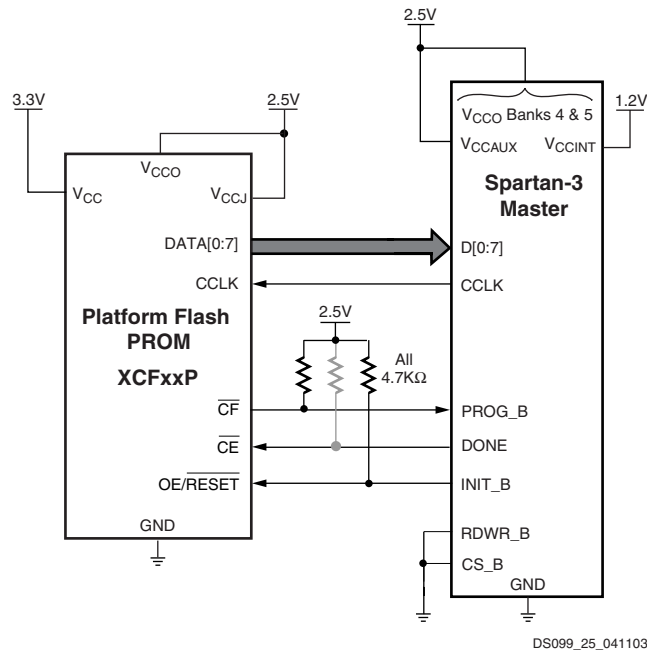 2.5V
3.3V
2.5V
1.2V
VCCO Banks 4 & 5
VCCAUX
VCCINT
VCCO
VCC
VCCJ
Spartan-3
Master
DATA[0:7]
D[0:7]
CCLK
CCLK
Platform Flash
PROM
XCFxxP
2.5V
All
4.7KΩ
CF
PROG_B
CE
DONE
OE/RESET
INIT_B
GND
RDWR_B
CS_B
GND
DS099_25_041103